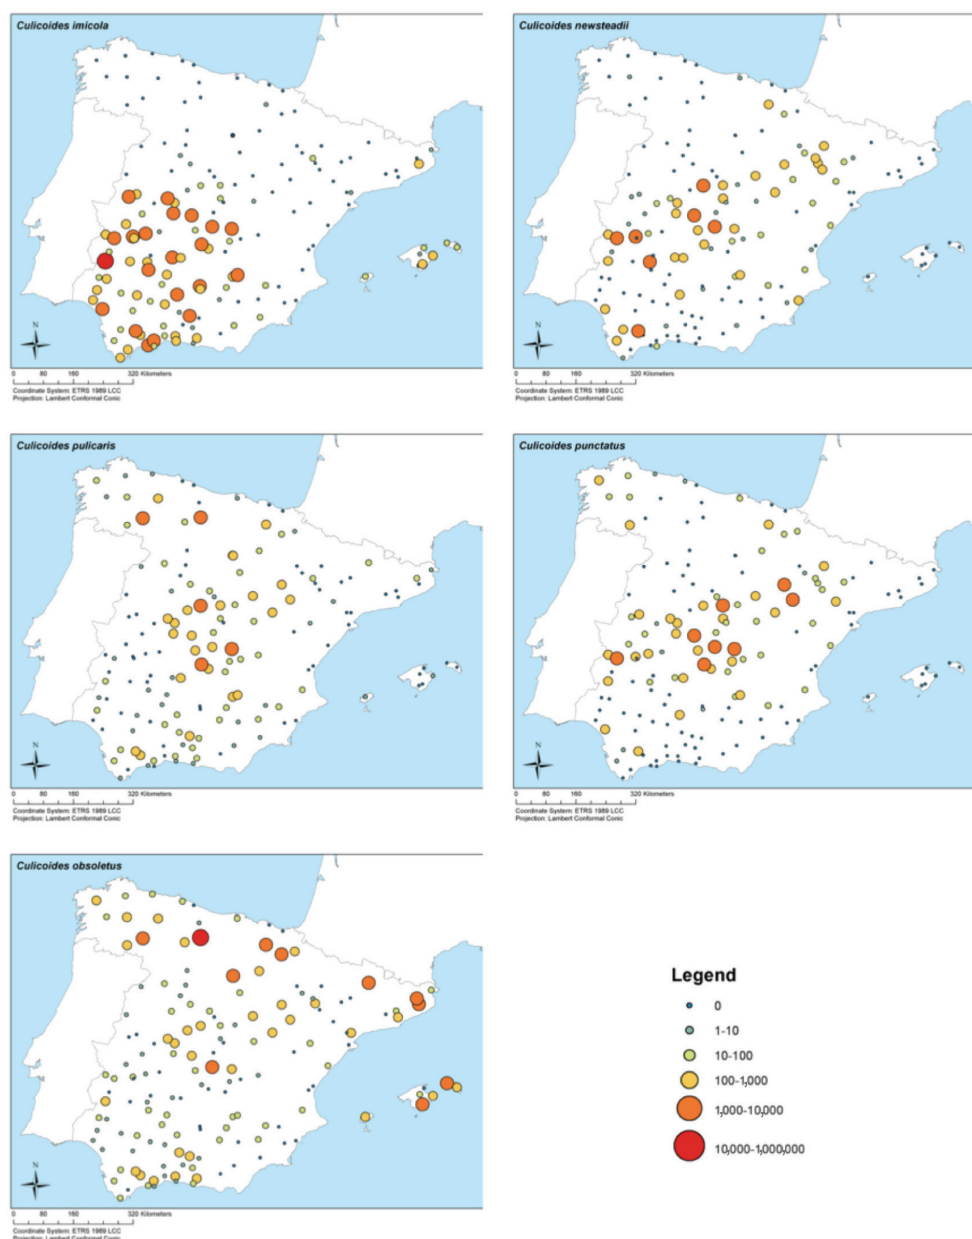 Culicoides imicola
N
0 80 160 320 Kilometers
Coordinate System: ETRS 1989 LCC
Projection: Lambert Conformal Conic
Culicoides newsteadii
N
0 80 160 320 Kilometers
Coordinate System: ETRS 1989 LCC
Projection: Lambert Conformal Conic
Culicoides pulicaris
N
0 80 160 320 Kilometers
Coordinate System: ETRS 1989 LCC
Projection: Lambert Conformal Conic
Culicoides punctatus
N
0 80 160 320 Kilometers
Coordinate System: ETRS 1989 LCC
Projection: Lambert Conformal Conic
Culicoides obsoletus
N
0 80 160 320 Kilometers
Coordinate System: ETRS 1989 LCC
Projection: Lambert Conformal Conic
Legend
0
1-10
10-100
100-1,000
1,000-10,000
10,000-1,000,000